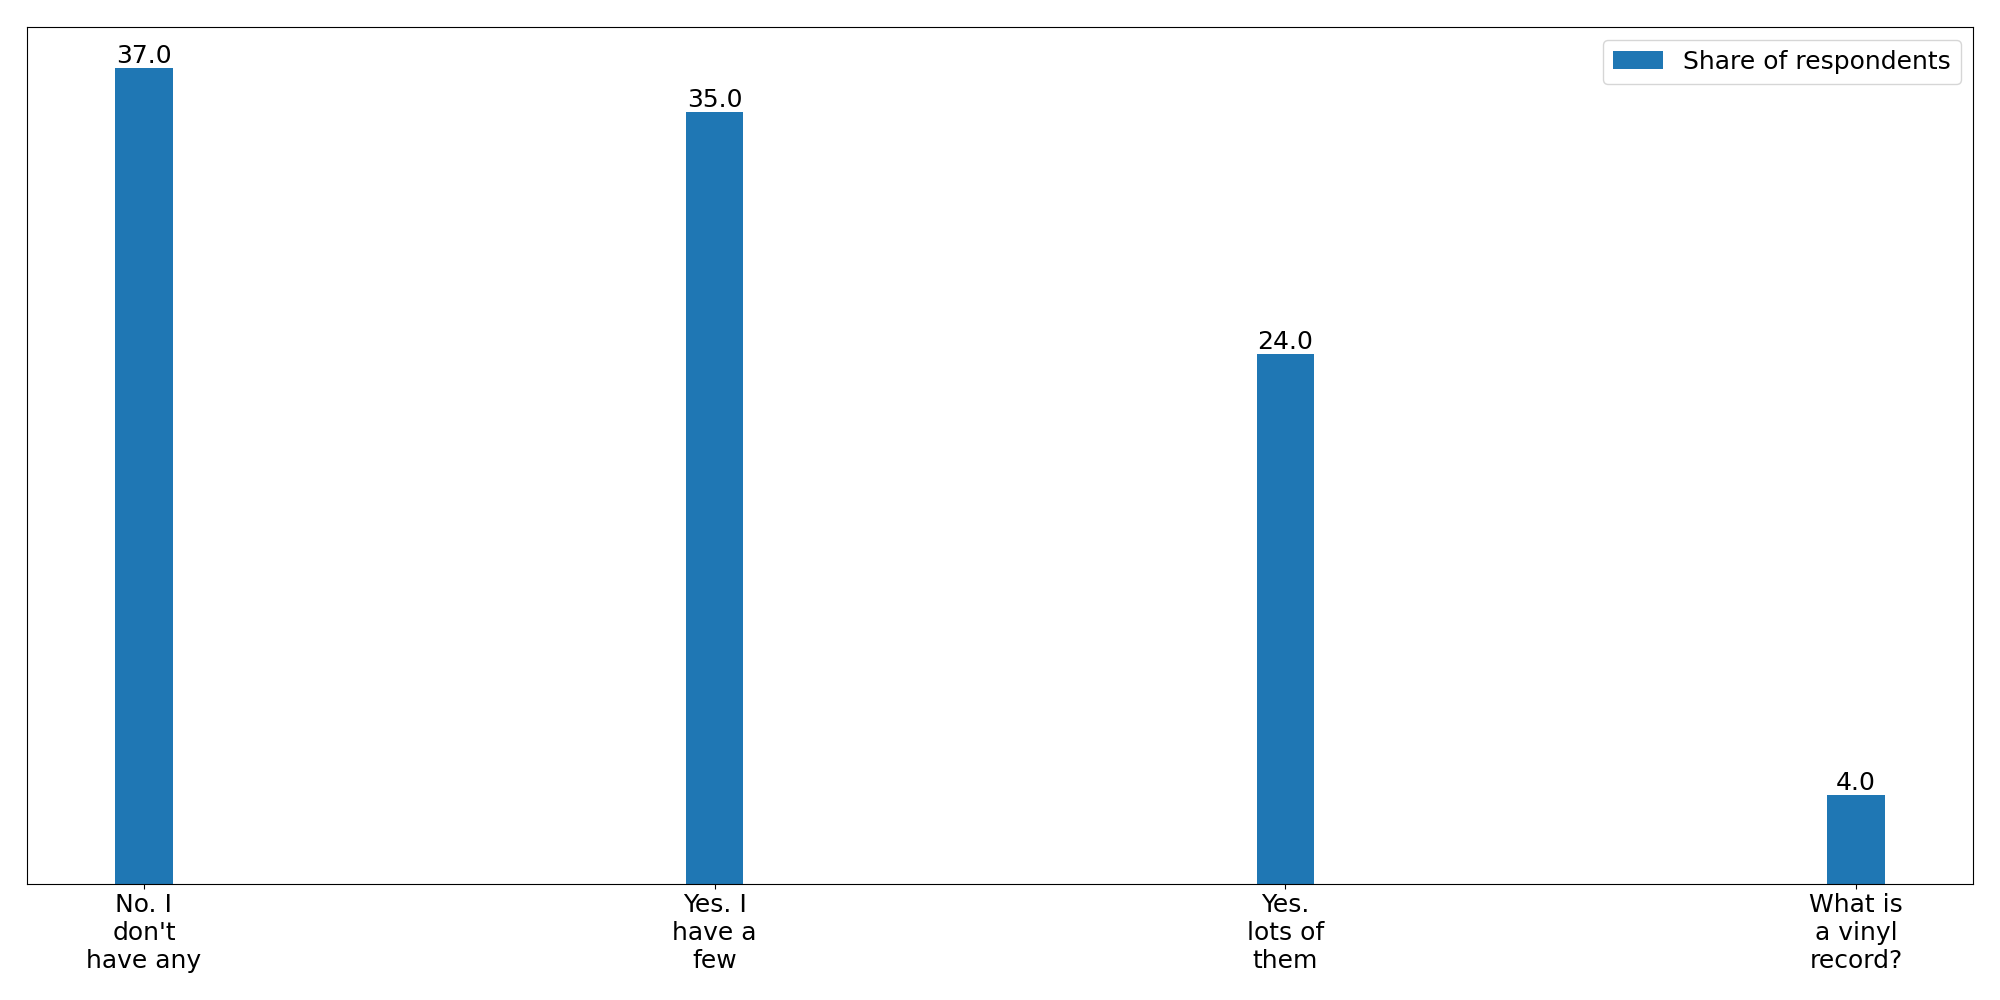 37.0
35.0
24.0
4.0
Share of respondents
No. I
don't
have any
Yes. I
have a
few
Yes.
lots of
them
What is
a vinyl
record?